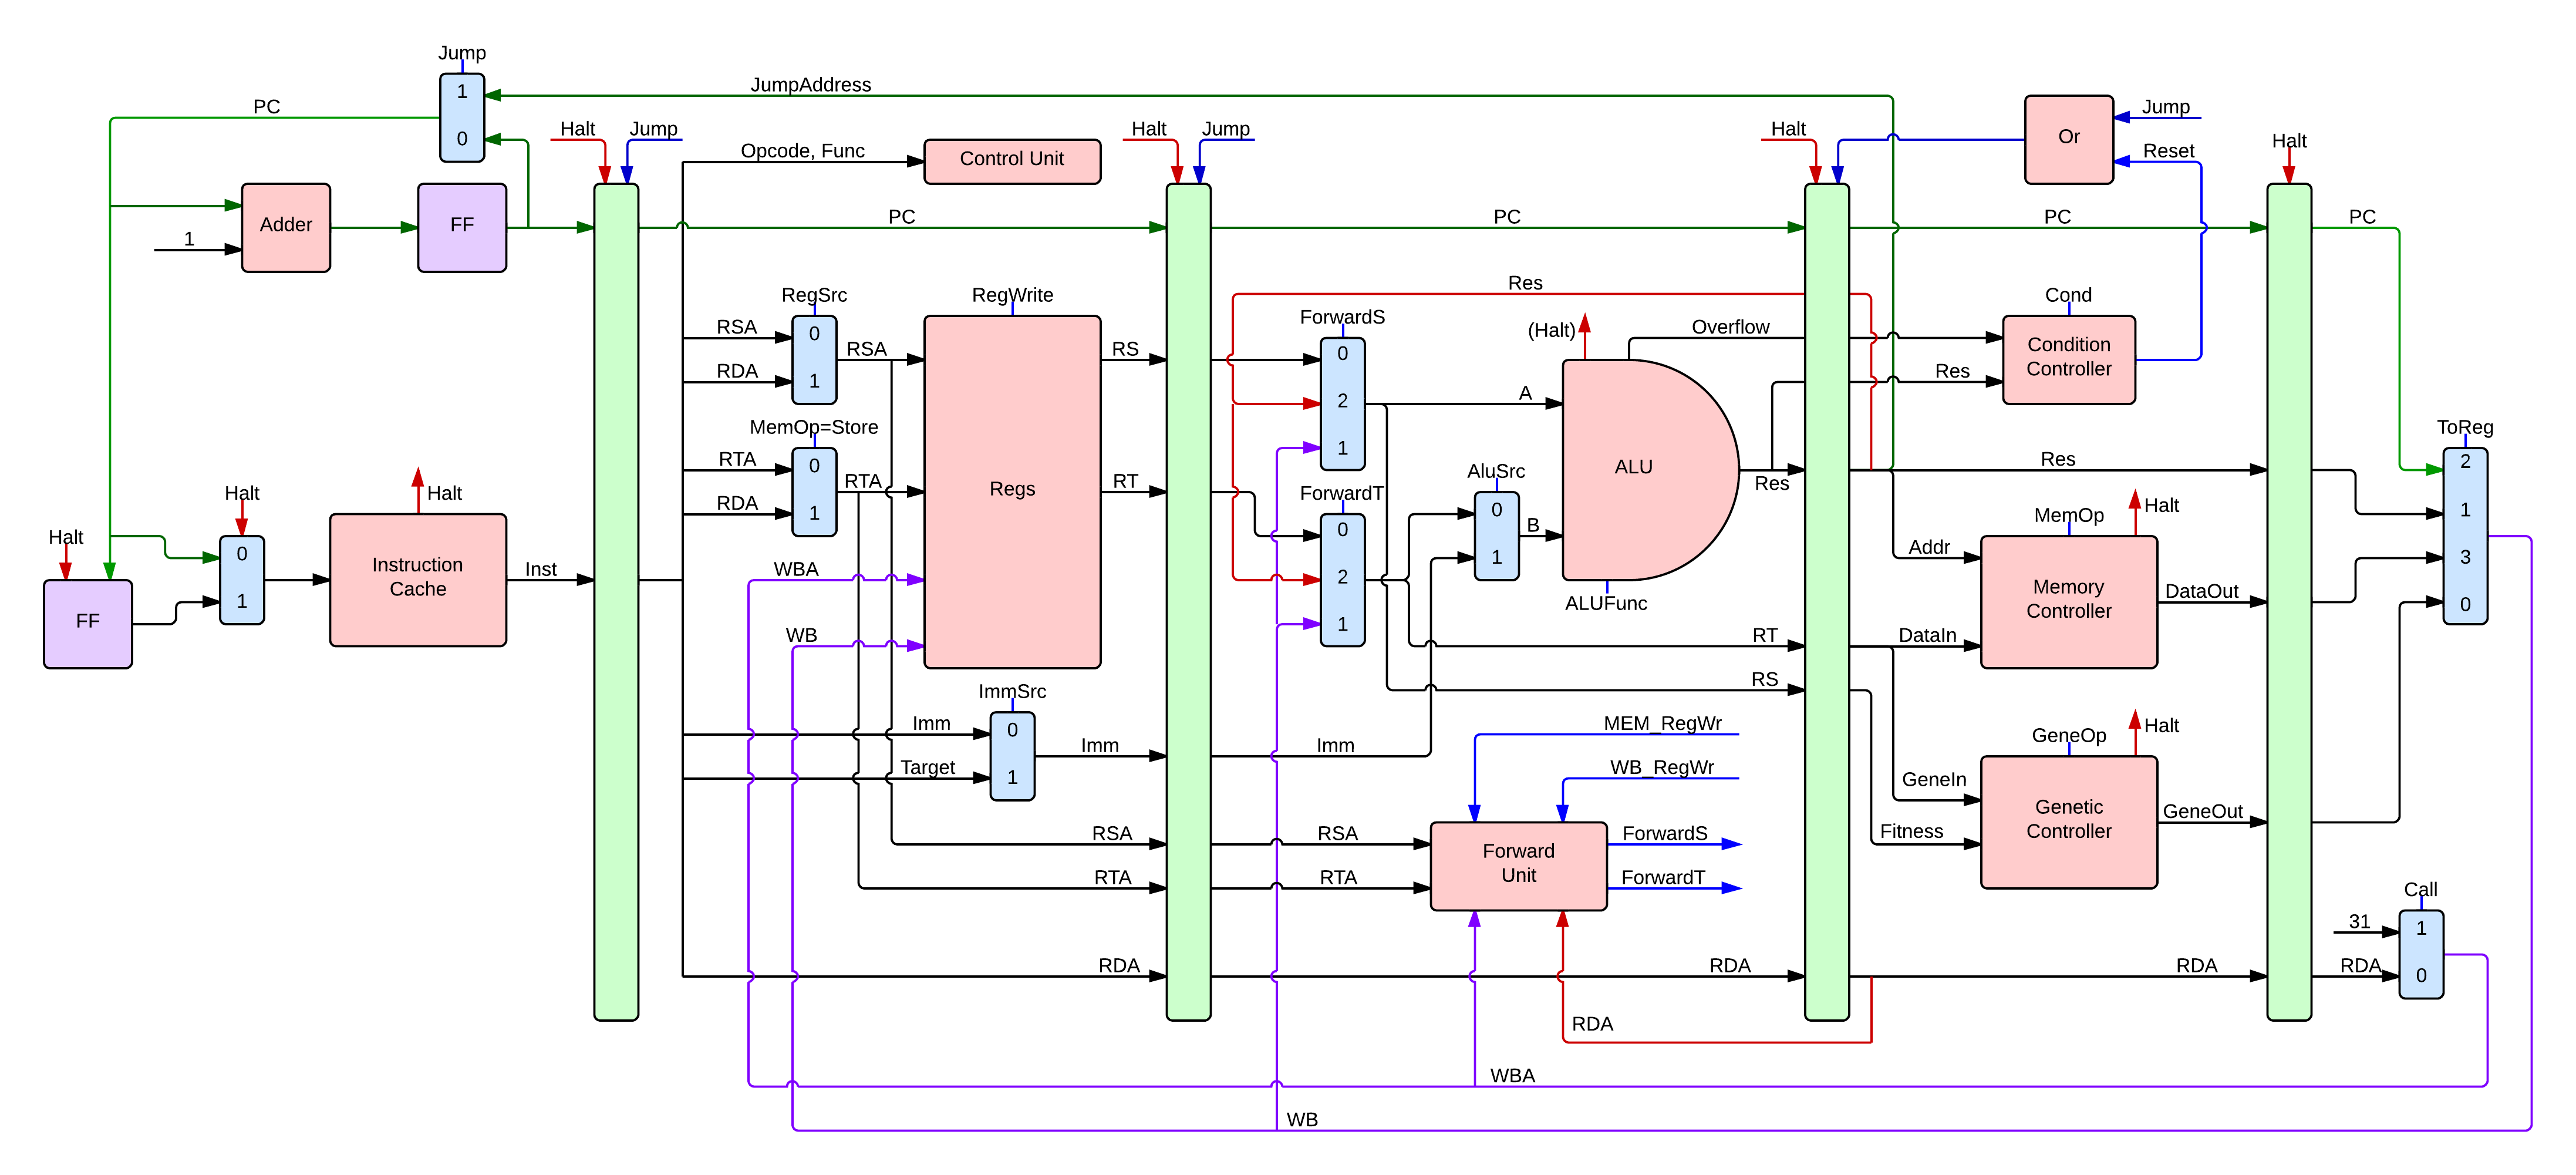 Jump
1
0
JumpAddress
PC
Halt
Jump
Opcode, Func
Control Unit
Halt
Jump
Halt
Or
Jump
Reset
Halt
Adder
1
FF
PC
PC
PC
PC
RegSrc
0
1
RSA
RDA
RSA
RegWrite
Regs
RS
RT
MemOp=Store
0
1
RTA
RDA
RTA
WBA
WB
Halt
FF
Halt
0
1
Halt
Instruction
Cache
Inst
ImmSrc
0
1
Imm
Target
Imm
RSA
RTA
RDA
Res
ForwardS
0
2
1
ForwardT
0
2
1
A
AluSrc
0
1
B
(Halt)
Overflow
ALU
ALUFunc
Res
RT
RS
Imm
MEM_RegWr
WB_RegWr
RSA
RTA
Forward
Unit
ForwardS
ForwardT
RDA
RDA
WBA
WB
Cond
Condition
Controller
Res
Res
MemOp
Halt
Addr
DataIn
Memory
Controller
DataOut
GeneOp
Halt
GeneIn
Fitness
Genetic
Controller
GeneOut
RDA
ToReg
2
1
3
0
Call
31
RDA
1
0